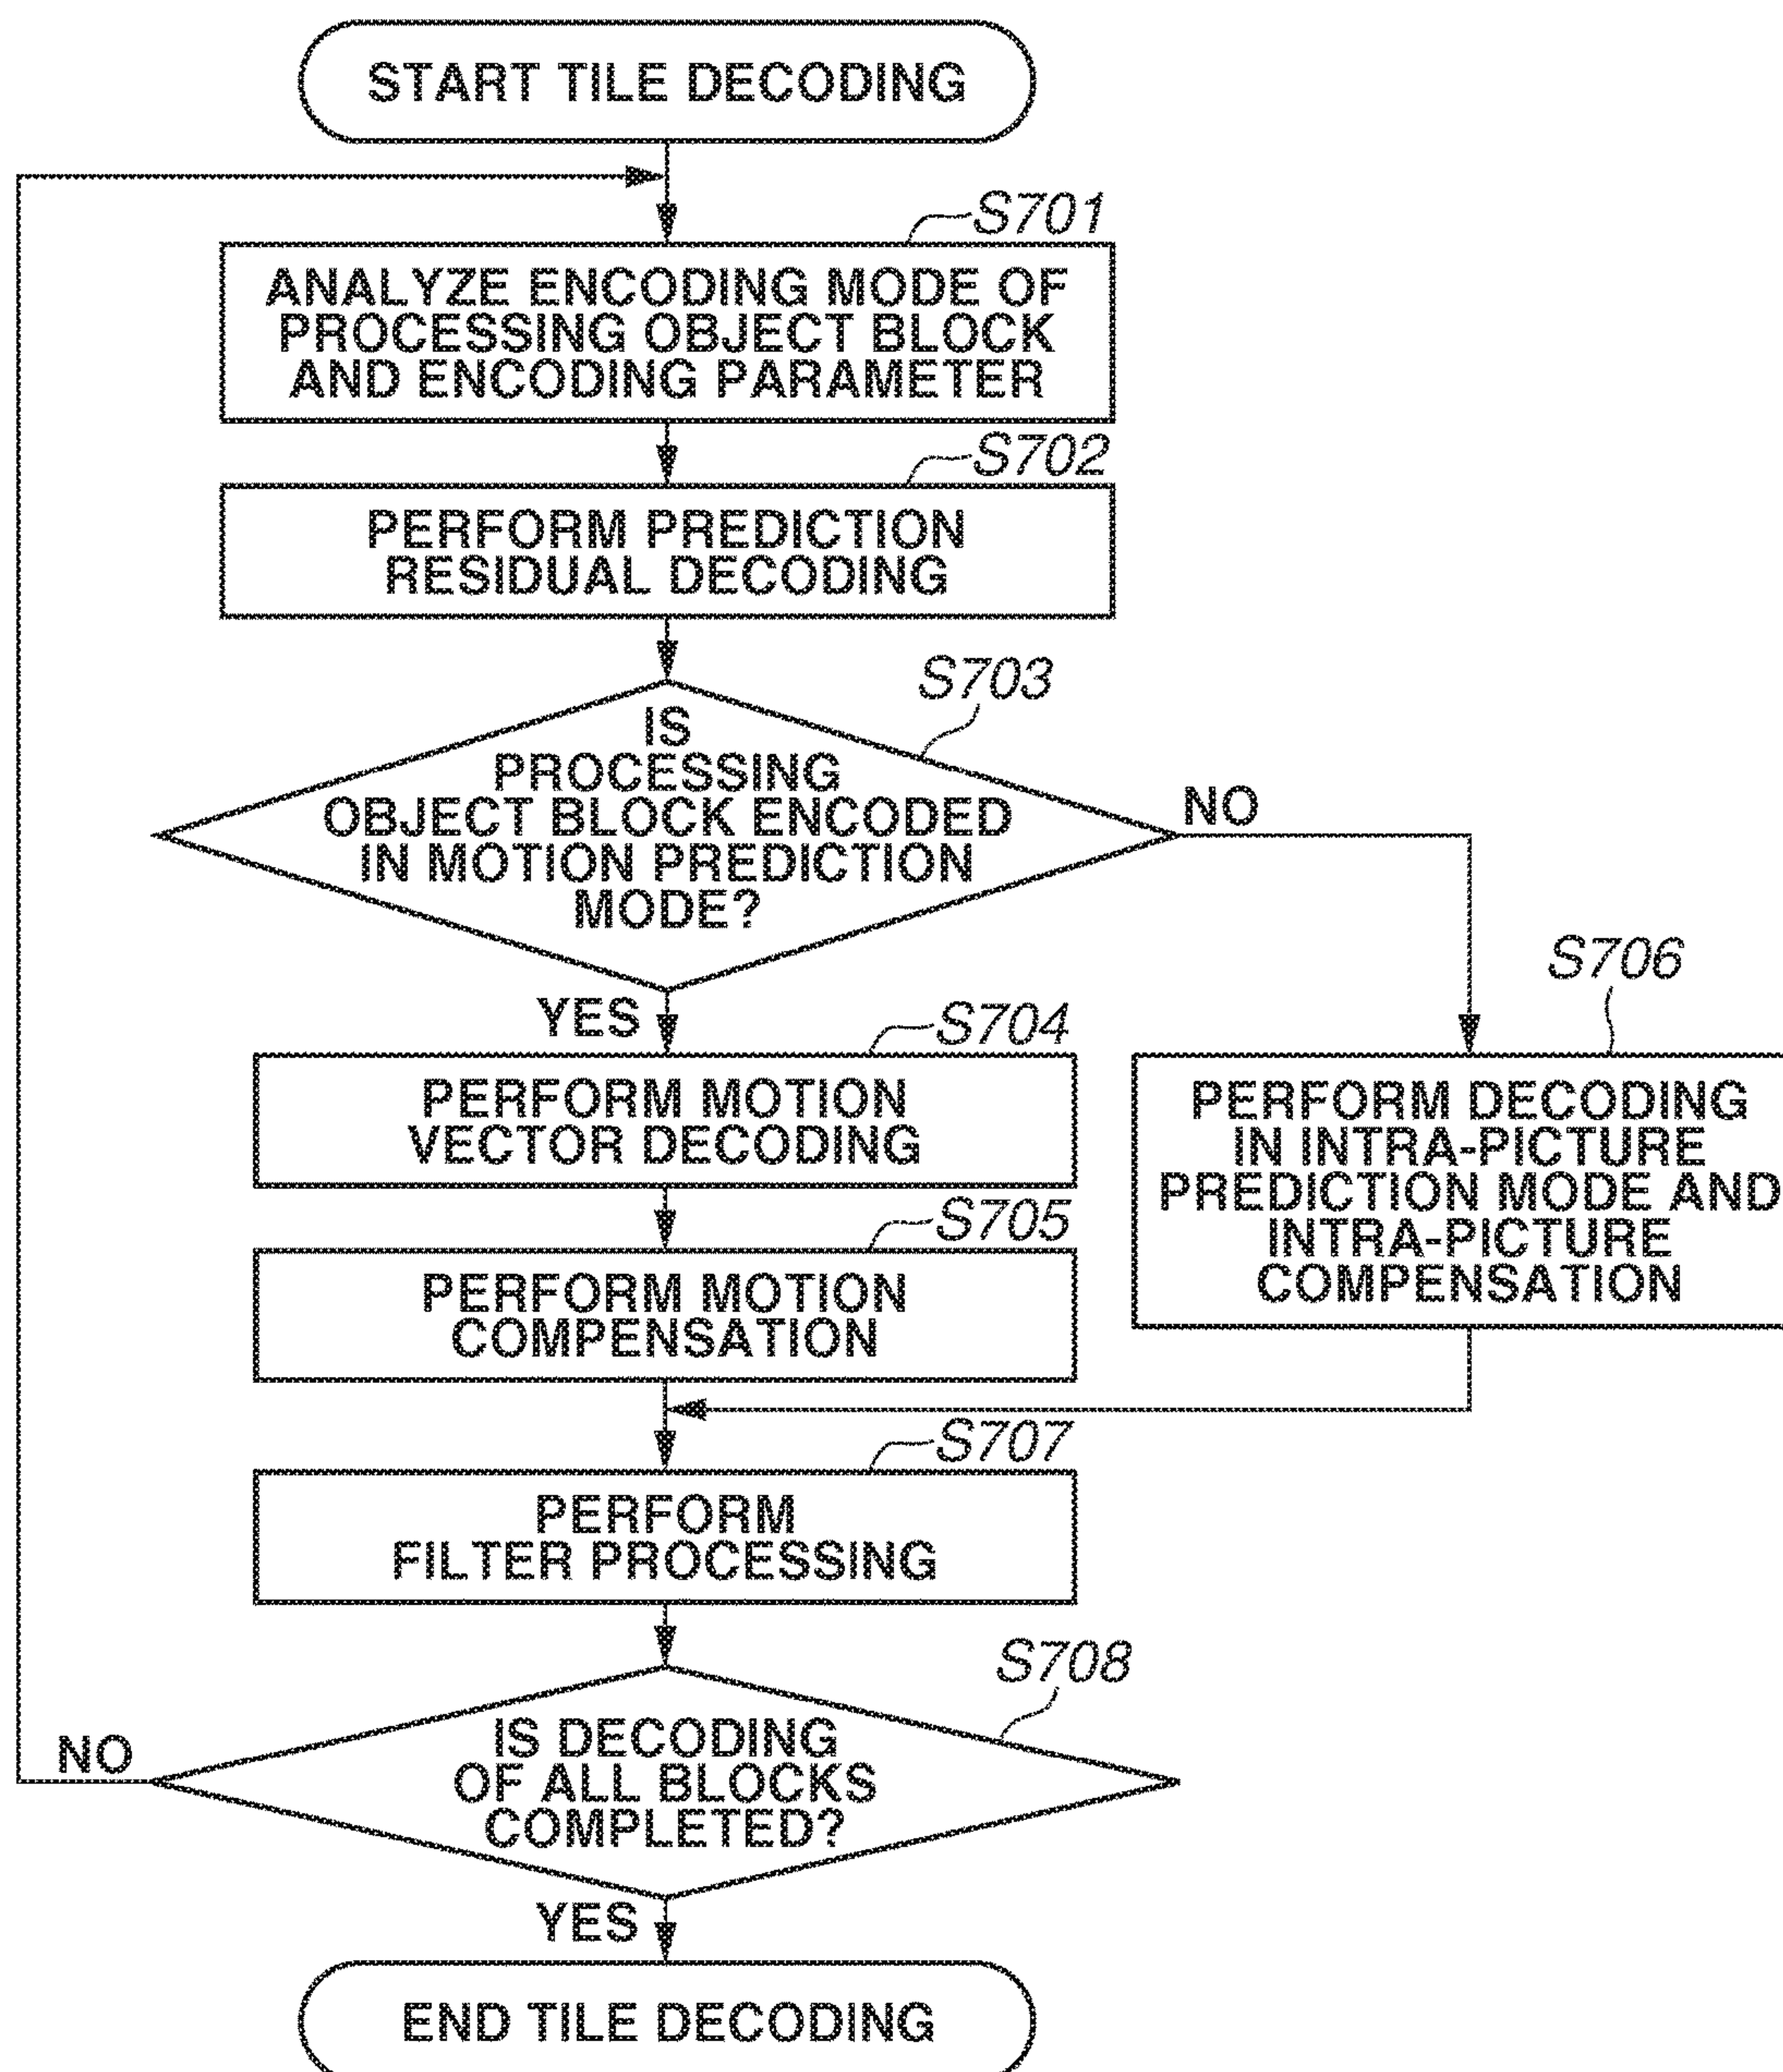 START TILE DECODING
S701
ANALYZE ENCODING MODE OF
PROCESSING OBJECT BLOCK
AND ENCODING PARAMETER
S702
PERFORM PREDICTION
RESIDUAL DECODING
S703
IS
PROCESSING
OBJECT BLOCK ENCODED
IN MOTION PREDICTION
MODE?
NO
YES
S704
PERFORM MOTION
VECTOR DECODING
S706
PERFORM DECODING
IN INTRA-PICTURE
PREDICTION MODE AND
INTRA-PICTURE
COMPENSATION
S705
PERFORM MOTION
COMPENSATION
S707
PERFORM
FILTER PROCESSING
S708
IS DECODING
OF ALL BLOCKS
COMPLETED?
NO
YES
END TILE DECODING